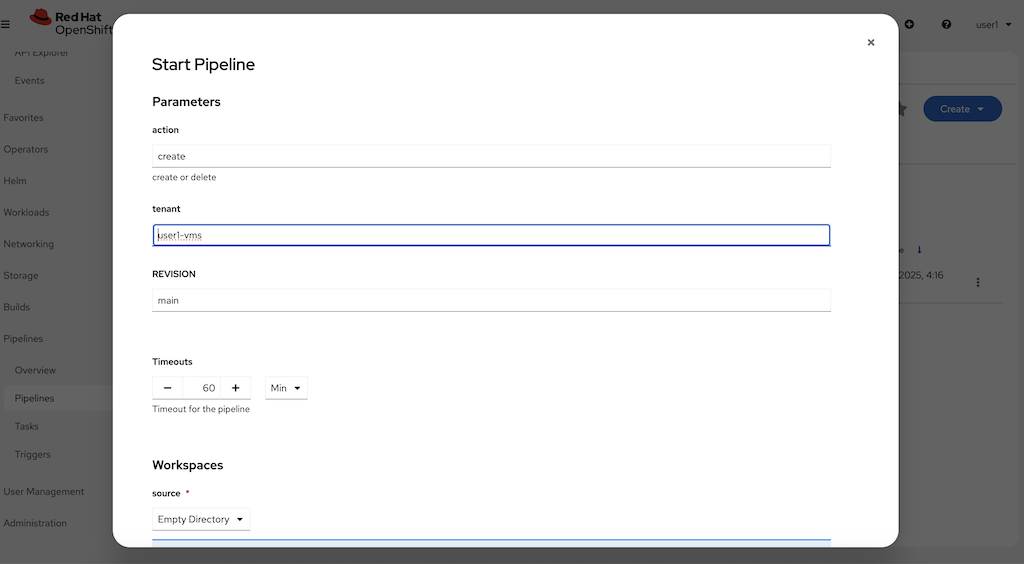 Red Hat
OpenShift
user1
API Explorer
Events
Favorites
Operators
Helm
Workloads
Networking
Storage
Builds
Pipelines
Overview
Pipelines
Tasks
Triggers
User Management
Administration
Start Pipeline
Parameters
action
create
create or delete
tenant
user1-vms
REVISION
main
Timeouts
60
Min
Timeout for the pipeline
Workspaces
source *
Empty Directory
Create
2025, 4:16